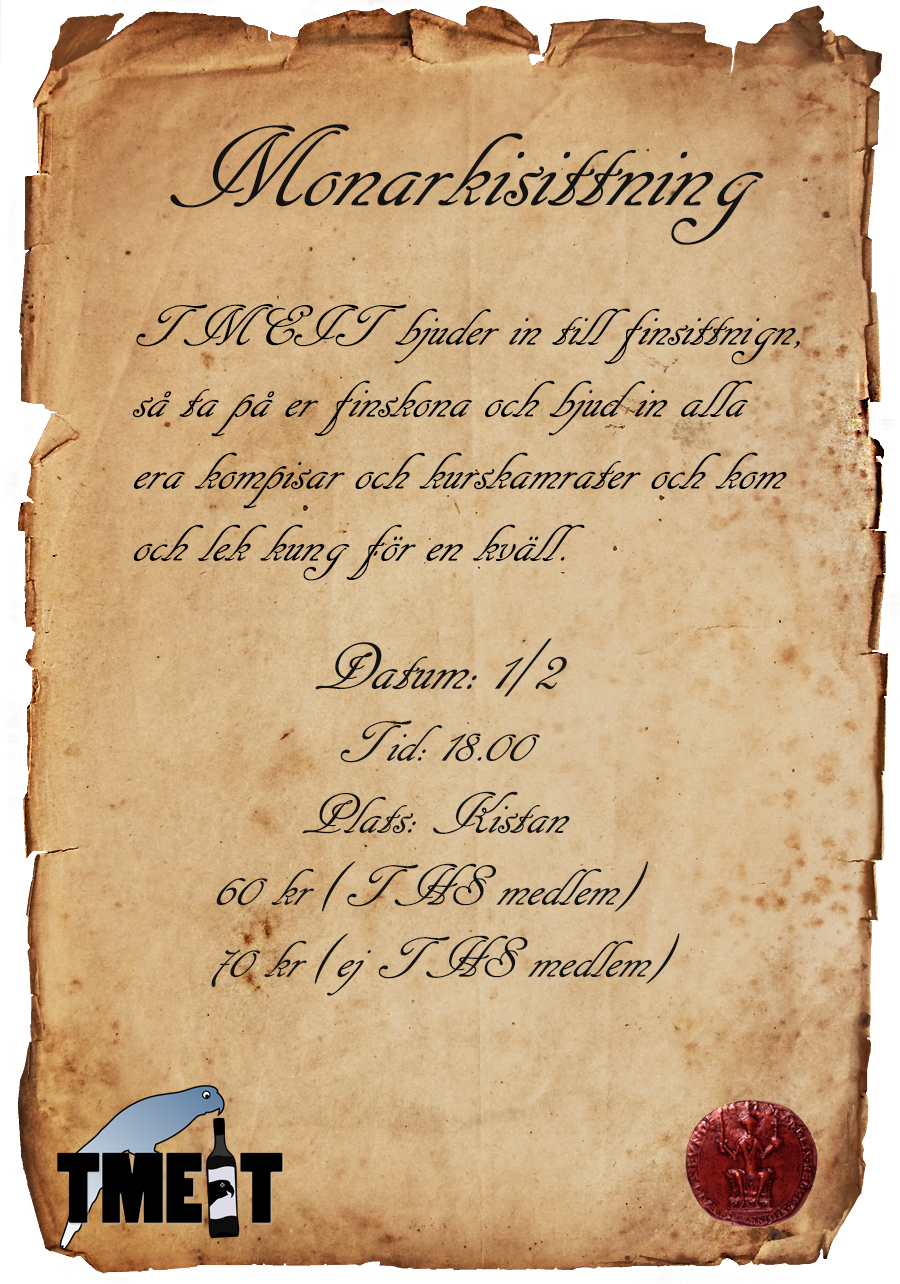 Monarkisittning
TMEIT bjuder in till finsittnign,
så ta på er finskona och bjud in alla
era kompisar och kurskamrater och kom
och lek kung för en kväll.
Datum: 1/2
Tid: 18.00
Plats: Kistan
60 kr (THS medlem)
70 kr (ej THS medlem)
TMEIT